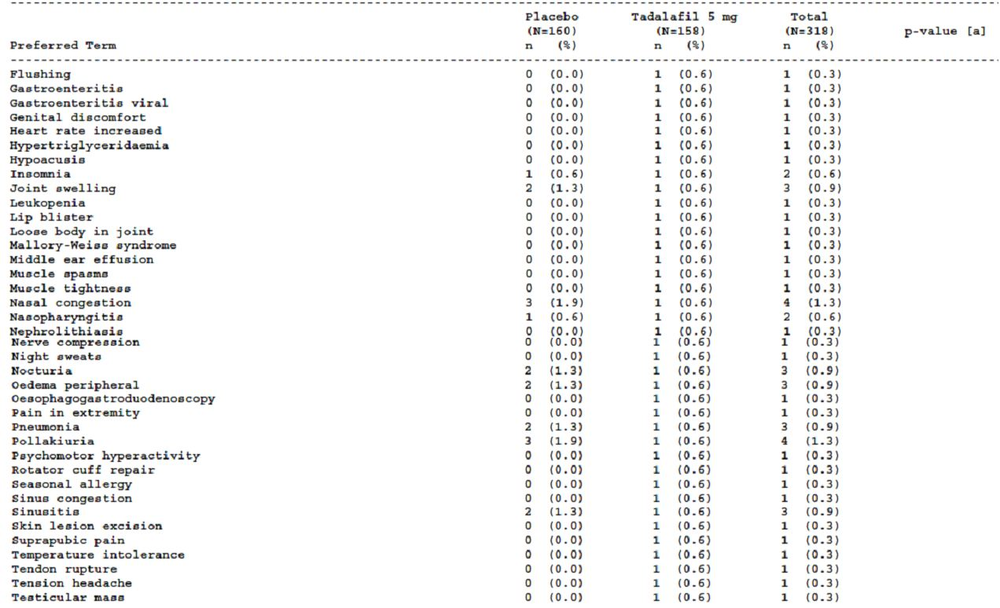 Placebo Tadalafil 5 mg Total
(N=160) (N=158) (N=318) p-value [a]
Preferred Term n (%) n (%) n (%)
Flushing 0 (0.0) 1 (0.6) 1 (0.3)
Gastroenteritis 0 (0.0) 1 (0.6) 1 (0.3)
Gastroenteritis viral 0 (0.0) 1 (0.6) 1 (0.3)
Genital discomfort 0 (0.0) 1 (0.6) 1 (0.3)
Heart rate increased 0 (0.0) 1 (0.6) 1 (0.3)
Hypertriglyceridaemia 0 (0.0) 1 (0.6) 1 (0.3)
Hypoacusis 0 (0.0) 1 (0.6) 1 (0.3)
Insomnia 1 (0.6) 1 (0.6) 2 (0.6)
Joint swelling 2 (1.3) 1 (0.6) 3 (0.9)
Leukopenia 0 (0.0) 1 (0.6) 1 (0.3)
Lip blister 0 (0.0) 1 (0.6) 1 (0.3)
Loose body in joint 0 (0.0) 1 (0.6) 1 (0.3)
Mallory-Weiss syndrome 0 (0.0) 1 (0.6) 1 (0.3)
Middle ear effusion 0 (0.0) 1 (0.6) 1 (0.3)
Muscle spasms 0 (0.0) 1 (0.6) 1 (0.3)
Muscle tightness 0 (0.0) 1 (0.6) 1 (0.3)
Nasal congestion 3 (1.9) 1 (0.6) 4 (1.3)
Nasopharyngitis 1 (0.6) 1 (0.6) 2 (0.6)
Nephrolithiasis 0 (0.0) 1 (0.6) 1 (0.3)
Nerve compression 0 (0.0) 1 (0.6) 1 (0.3)
Night sweats 0 (0.0) 1 (0.6) 1 (0.3)
Nocturia 2 (1.3) 1 (0.6) 3 (0.9)
Oedema peripheral 2 (1.3) 1 (0.6) 3 (0.9)
Oesophagogastroduodenoscopy 0 (0.0) 1 (0.6) 1 (0.3)
Pain in extremity 0 (0.0) 1 (0.6) 1 (0.3)
Pneumonia 2 (1.3) 1 (0.6) 3 (0.9)
Pollakiuria 3 (1.9) 1 (0.6) 4 (1.3)
Psychomotor hyperactivity 0 (0.0) 1 (0.6) 1 (0.3)
Rotator cuff repair 0 (0.0) 1 (0.6) 1 (0.3)
Seasonal allergy 0 (0.0) 1 (0.6) 1 (0.3)
Sinus congestion 0 (0.0) 1 (0.6) 1 (0.3)
Sinusitis 2 (1.3) 1 (0.6) 3 (0.9)
Skin lesion excision 0 (0.0) 1 (0.6) 1 (0.3)
Suprapubic pain 0 (0.0) 1 (0.6) 1 (0.3)
Temperature intolerance 0 (0.0) 1 (0.6) 1 (0.3)
Tendon rupture 0 (0.0) 1 (0.6) 1 (0.3)
Tension headache 0 (0.0) 1 (0.6) 1 (0.3)
Testicular mass 0 (0.0) 1 (0.6) 1 (0.3)